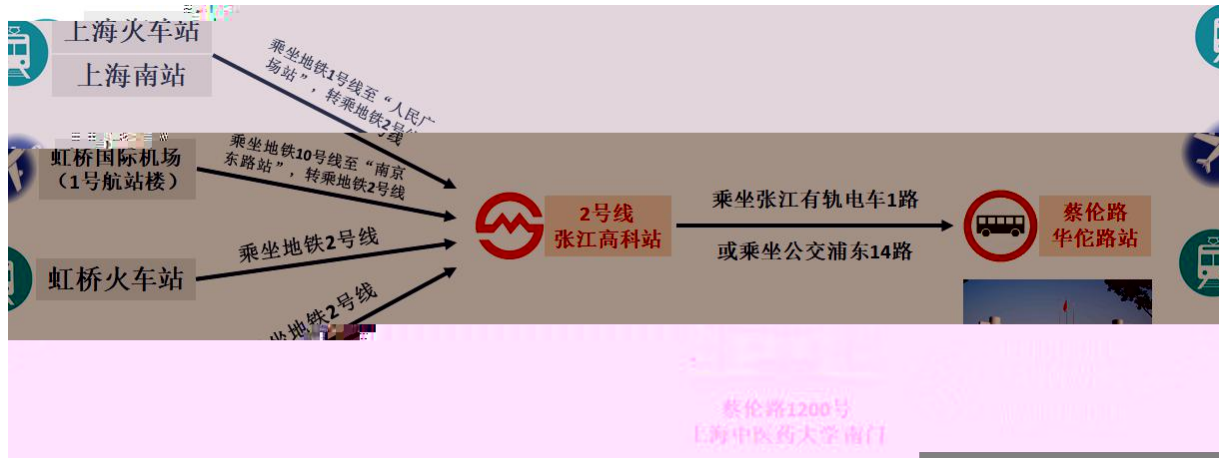 上海火车站
上海南站
乘坐地铁1号线至“人民广
场站”，转乘地铁2号线
虹桥国际机场
（1号航站楼）
乘坐地铁10号线至“南京
东路站”，转乘地铁2号线
虹桥火车站
乘坐地铁2号线
坐地铁2号线
2号线
张江高科站
乘坐张江有轨电车1路
或乘坐公交浦东14路
蔡伦路
华佗路站
蔡伦路1200号
上海中医药大学南门